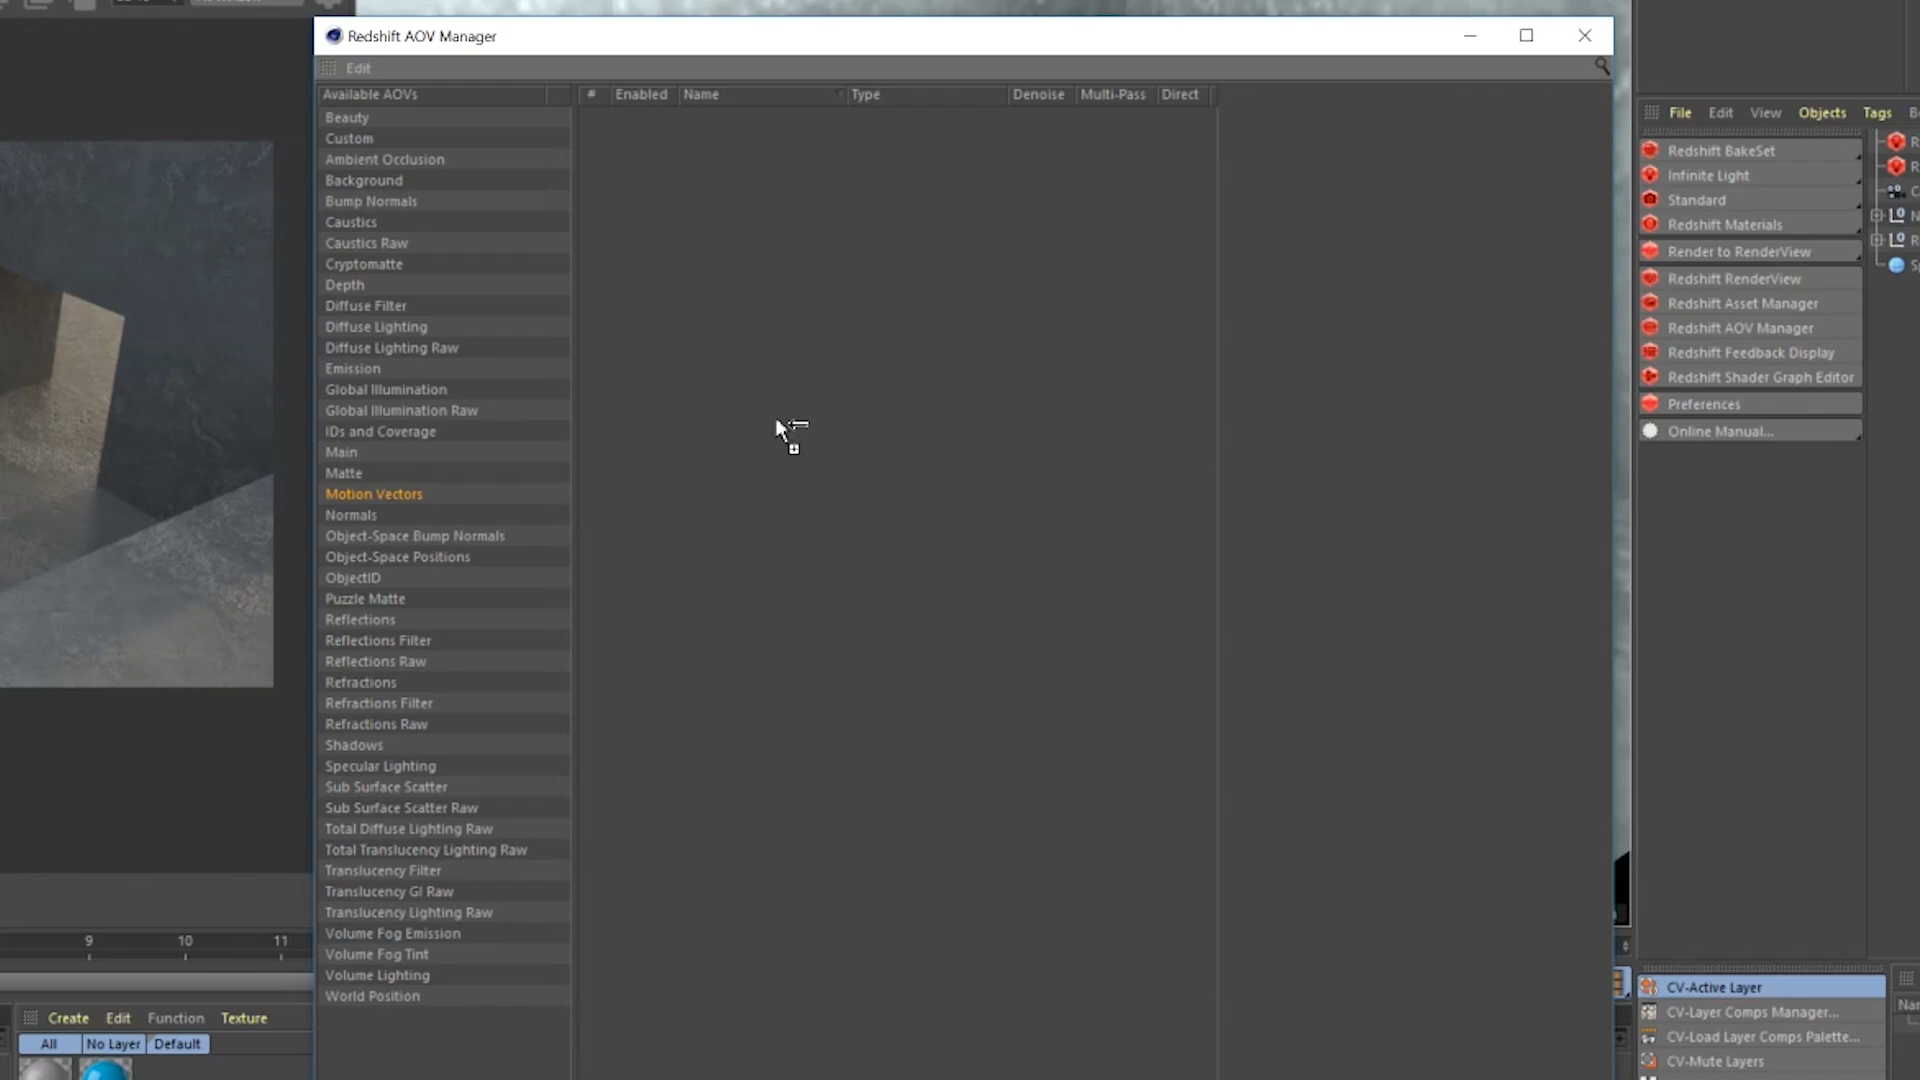 Redshift AOV Manager
Edit
Available AOVs
# Enabled Name Type Denoise Multi-Pass Direct
Beauty
Custom
Ambient Occlusion
Background
Bump Normals
Caustics
Caustics Raw
Cryptomatte
Depth
Diffuse Filter
Diffuse Lighting
Diffuse Lighting Raw
Emission
Global Illumination
Global Illumination Raw
IDs and Coverage
Main
Matte
Motion Vectors
Normals
Object-Space Bump Normals
Object-Space Positions
ObjectID
Puzzle Matte
Reflections
Reflections Filter
Reflections Raw
Refractions
Refractions Filter
Refractions Raw
Shadows
Specular Lighting
Sub Surface Scatter
Sub Surface Scatter Raw
Total Diffuse Lighting Raw
Total Translucency Lighting Raw
Translucency Filter
Translucency GI Raw
Translucency Lighting Raw
Volume Fog Emission
Volume Fog Tint
Volume Lighting
World Position
File Edit View Objects Tags
Redshift BakeSet
Infinite Light
Standard
Redshift Materials
Render to RenderView
Redshift RenderView
Redshift Asset Manager
Redshift AOV Manager
Redshift Feedback Display
Redshift Shader Graph Editor
Preferences
Online Manual...
9 10 11
Create Edit Function Texture
All No Layer Default
CV-Active Layer
CV-Layer Comps Manager...
CV-Load Layer Comps Palette...
CV-Mute Layers